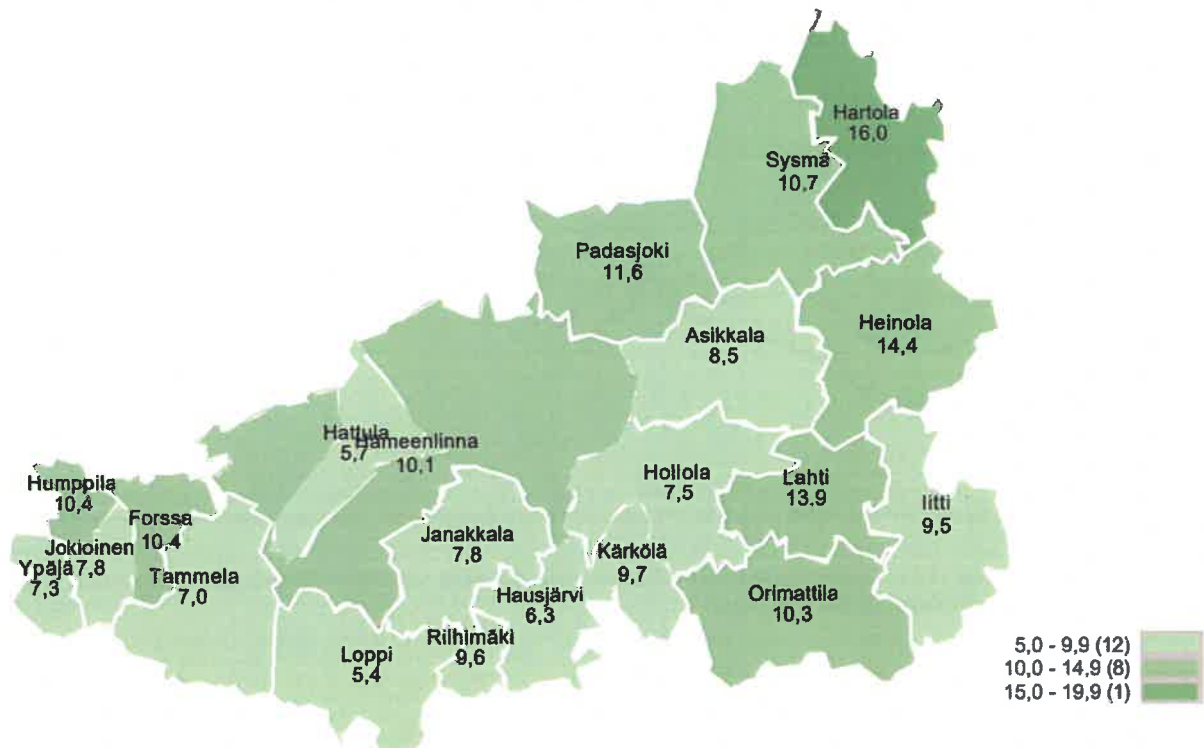 Hartola
16,0
Sysmä
10,7
Padasjoki
11,6
Asikkala
8,5
Heinola
14,4
Hattula
5,7
Hämeenlinna
10,1
Humppila
10,4
Forssa
10,4
Jokioinen
7,8
Ypäjä
7,3
Tammela
7,0
Janakkala
7,8
Hollola
7,5
Lahti
13,9
Iitti
9,5
Kärkölä
9,7
Hausjärvi
6,3
Orimattila
10,3
Loppi
5,4
Riihimäki
9,6
5,0 - 9,9 (12)
10,0 - 14,9 (8)
15,0 - 19,9 (1)